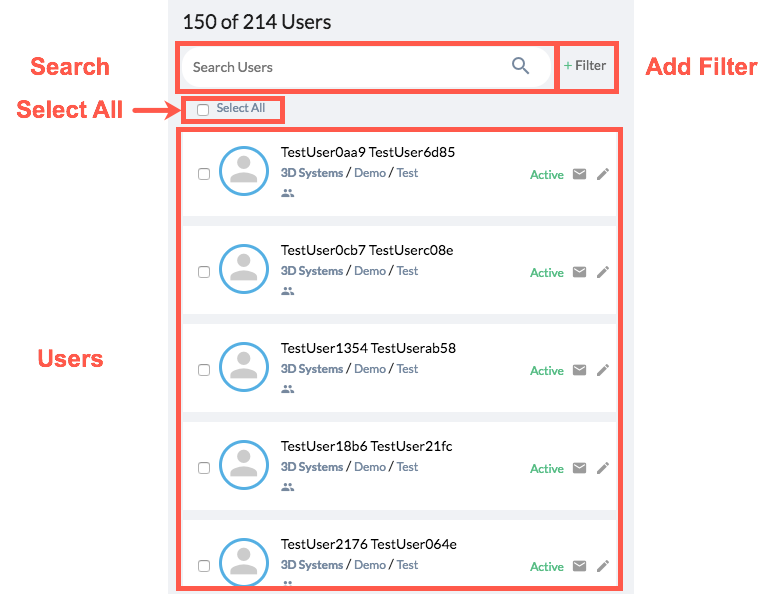 150 of 214 Users
Search
Search Users
+ Filter
Add Filter
Select All
Select All
TestUser0aa9 TestUser6d85
3D Systems / Demo / Test
Active
TestUser0cb7 TestUserc08e
3D Systems / Demo / Test
Active
Users
TestUser1354 TestUserab58
3D Systems / Demo / Test
Active
TestUser18b6 TestUser21fc
3D Systems / Demo / Test
Active
TestUser2176 TestUser064e
3D Systems / Demo / Test
Active